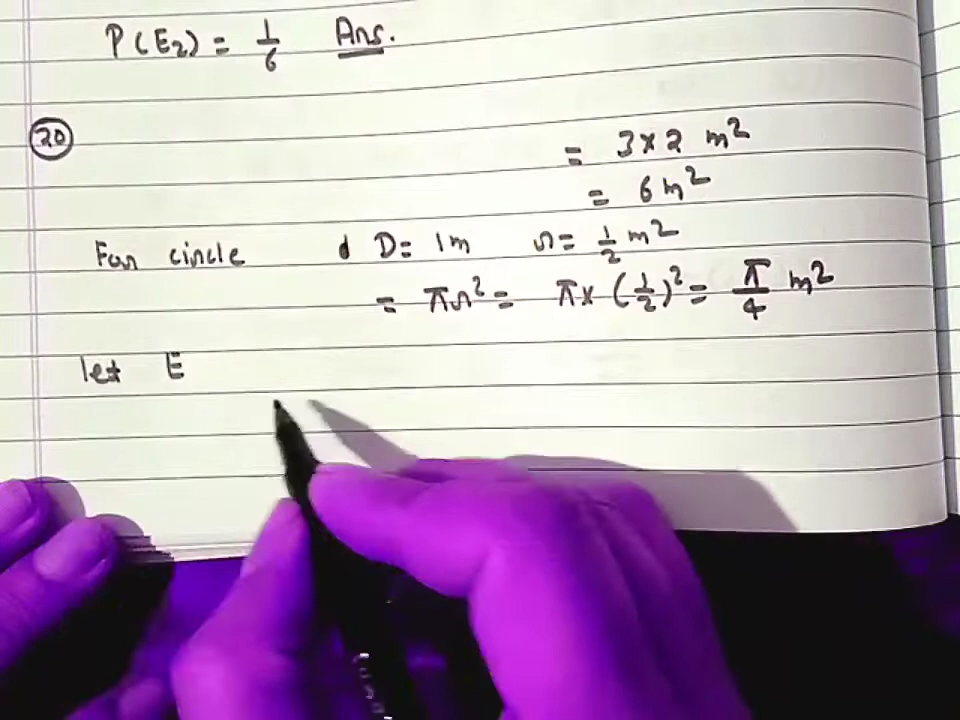 P(E₂) = 1/6 Ans.
20
= 3 x 2 m²
= 6 m²
For circle d D = 1m r = 1/2 m²
= πr² = π x (1/2)² = π/4 m²
let E